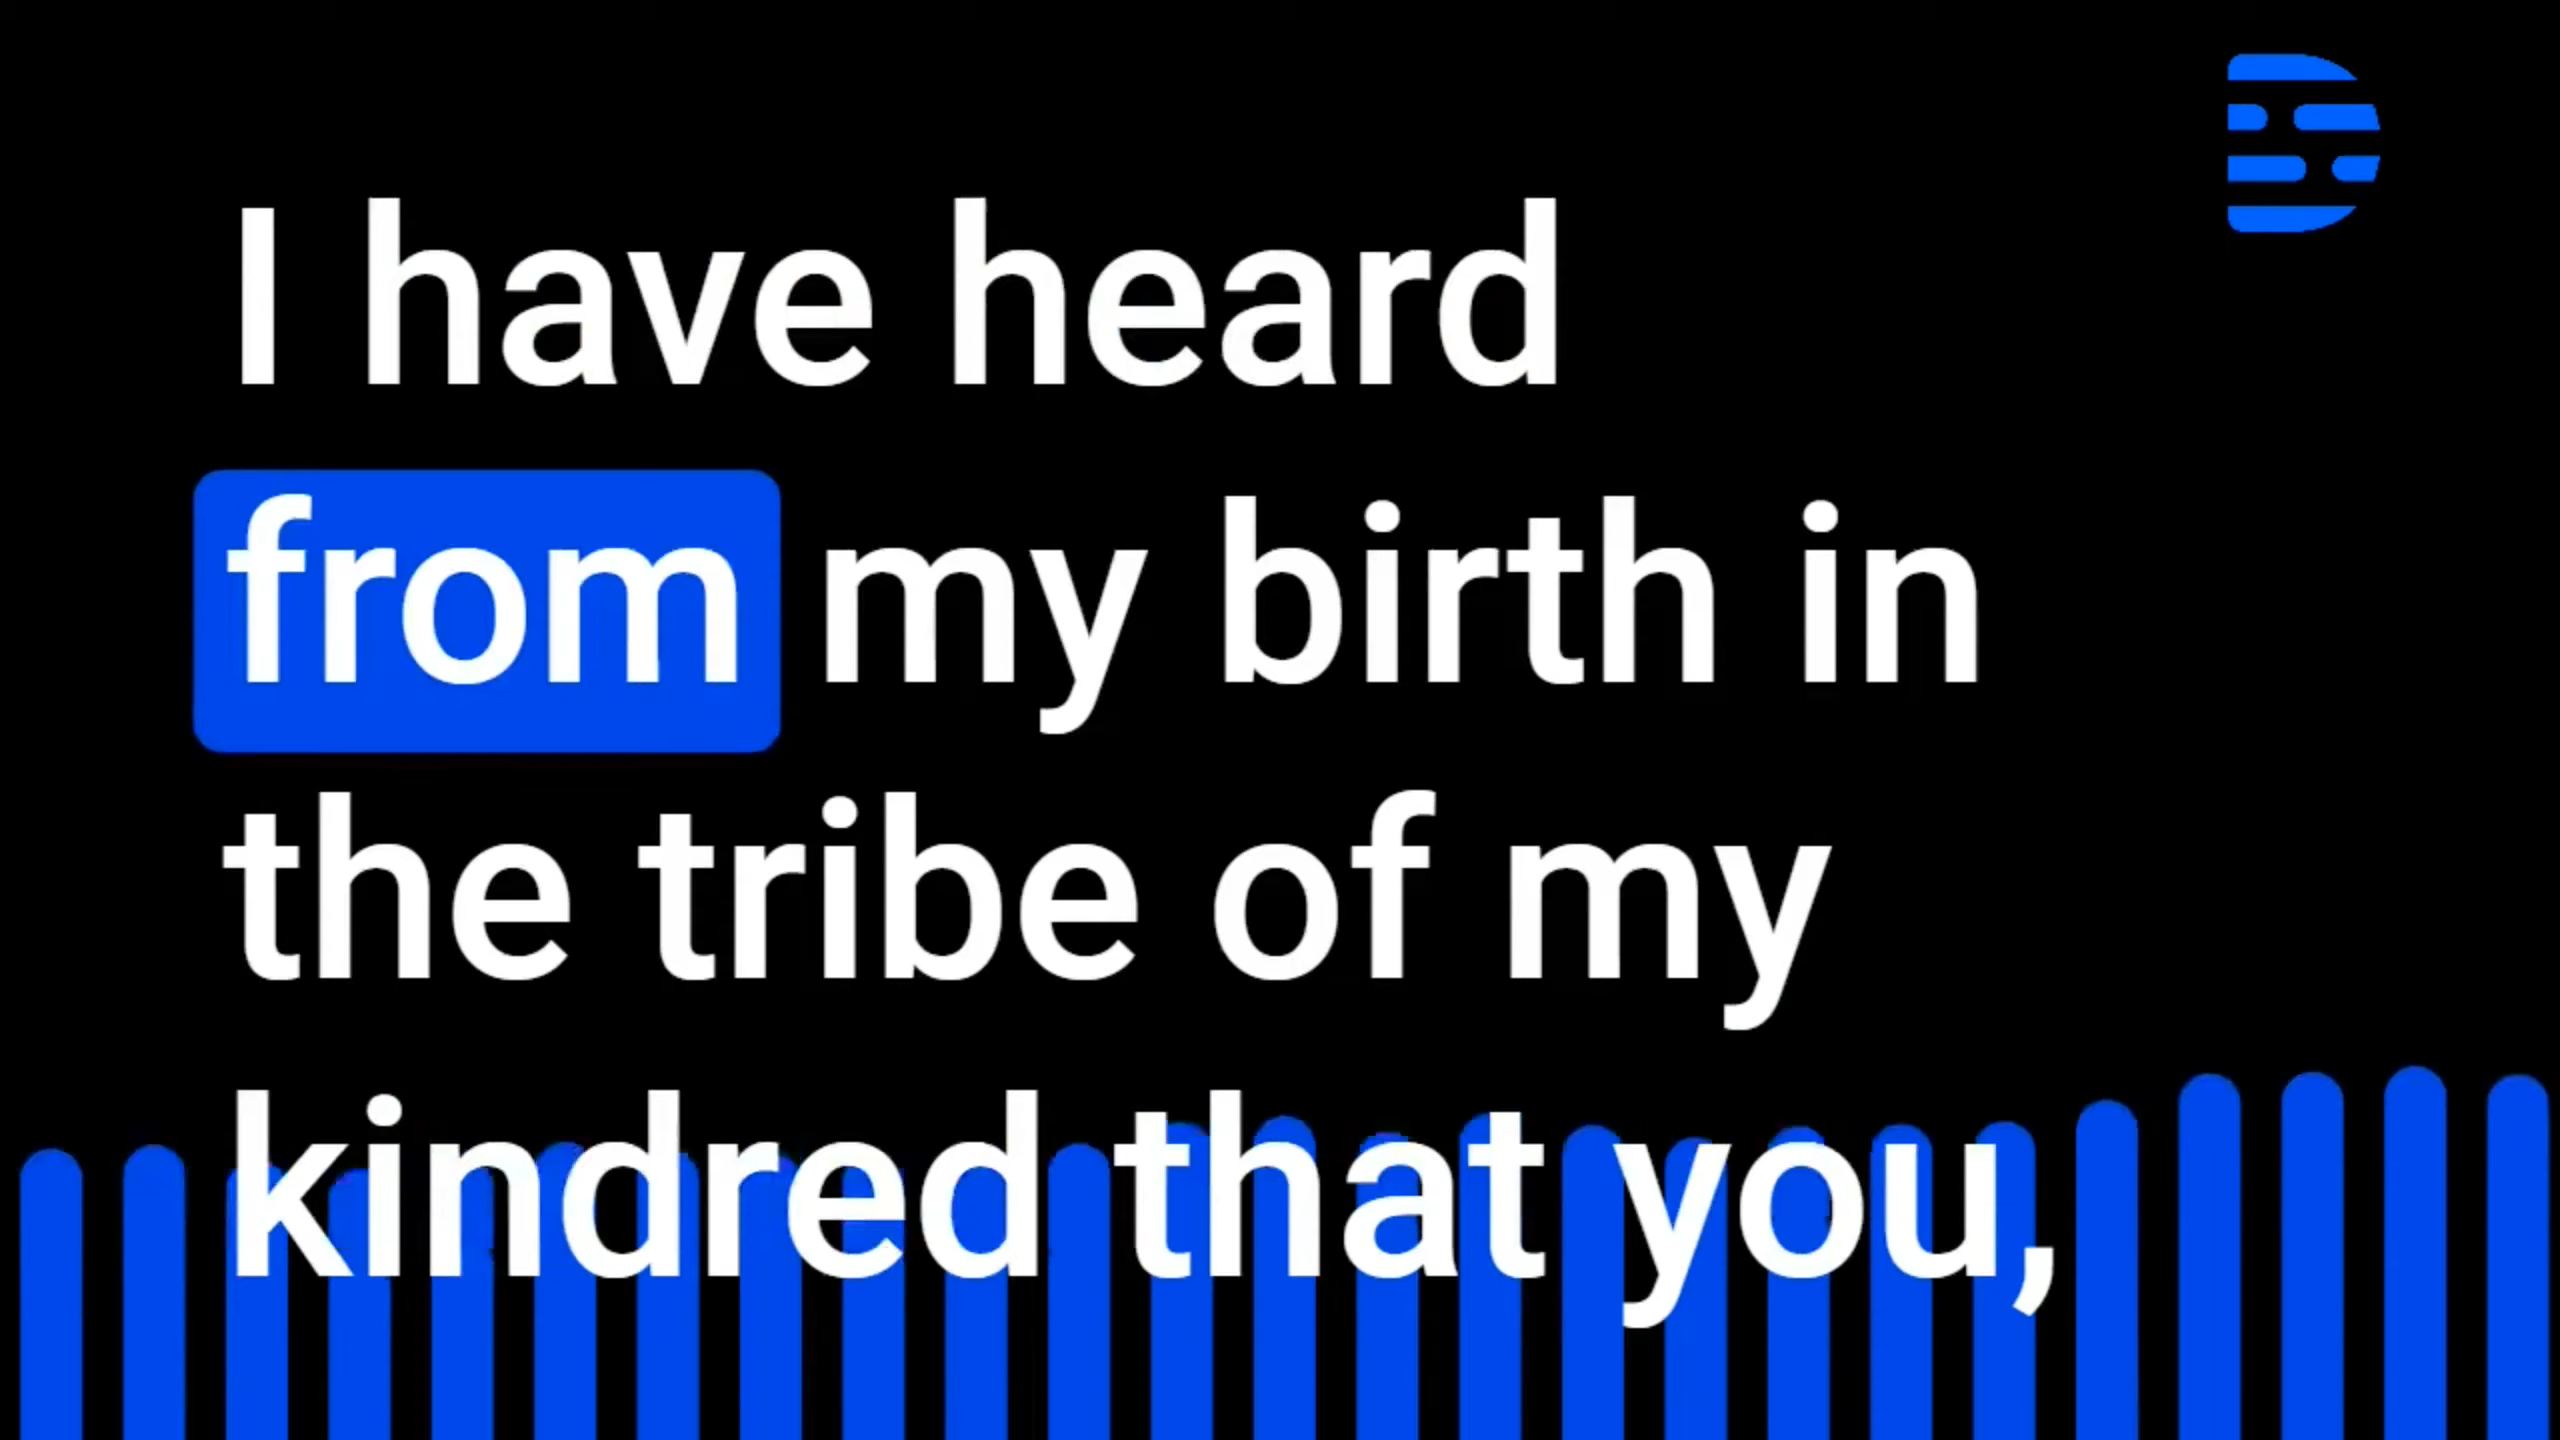 I have heard
from my birth in
the tribe of my
kindred that you,